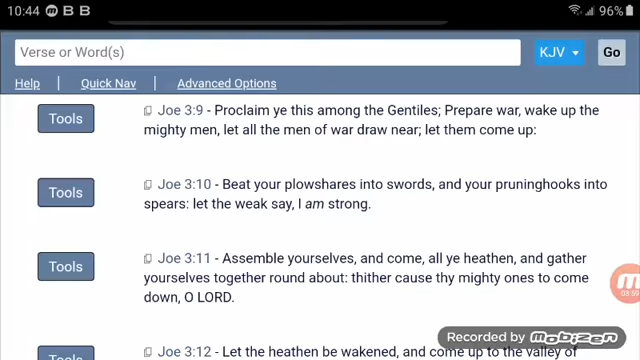 10:44 M B B 96%
Verse or Word(s) KJV Go
Help | Quick Nav | Advanced Options
Tools Joe 3:9 - Proclaim ye this among the Gentiles; Prepare war, wake up the
mighty men, let all the men of war draw near; let them come up:
Tools Joe 3:10 - Beat your plowshares into swords, and your pruninghooks into
spears: let the weak say, I am strong.
Tools Joe 3:11 - Assemble yourselves, and come, all ye heathen, and gather
yourselves together round about: thither cause thy mighty ones to come
down, O LORD.
M
03:59
Recorded by mobizen
Tools Joe 3:12 - Let the heathen be wakened, and come up to the valley of